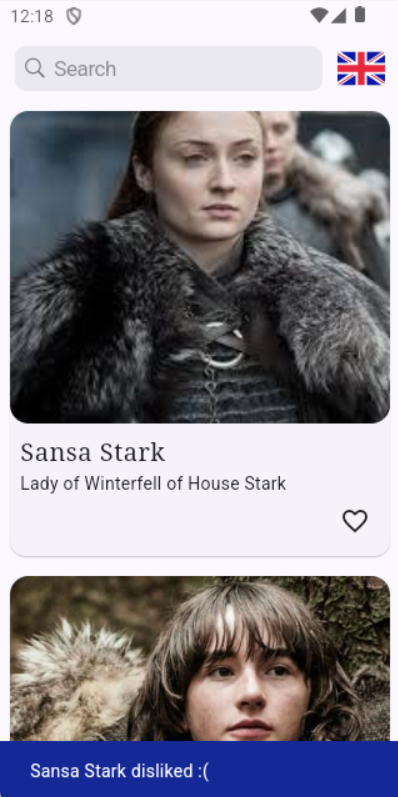 12:18
Search
Sansa Stark
Lady of Winterfell of House Stark
Sansa Stark disliked :(